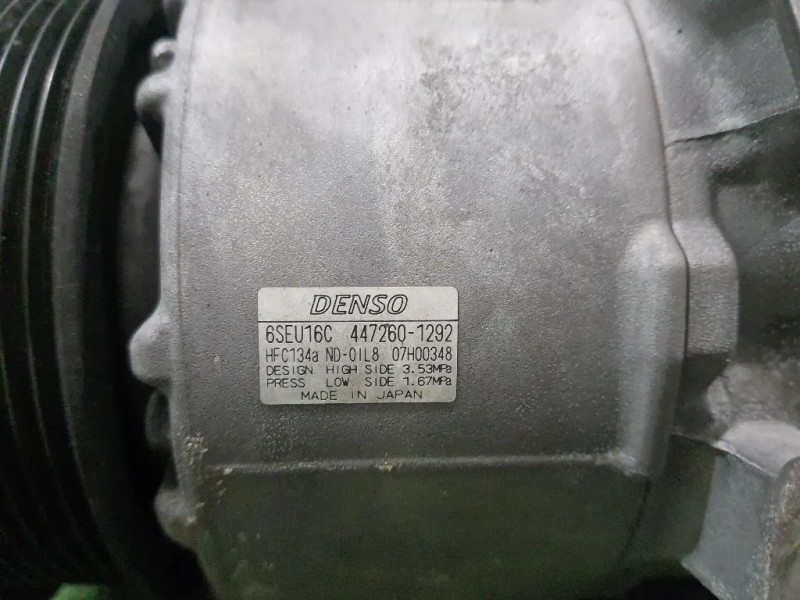 DENSO
6SEU16C 447260-1292
HFC134a ND-OIL8 07H00348
DESIGN HIGH SIDE 3.53MPa
PRESS LOW SIDE 1.67MPa
MADE IN JAPAN